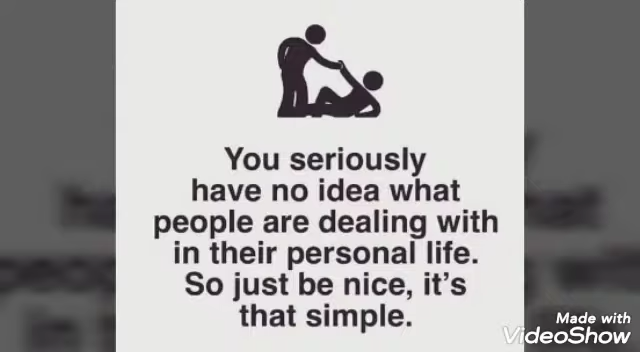 You seriously
have no idea what
people are dealing with
in their personal life.
So just be nice, it's
that simple.
Made with
VideoShow